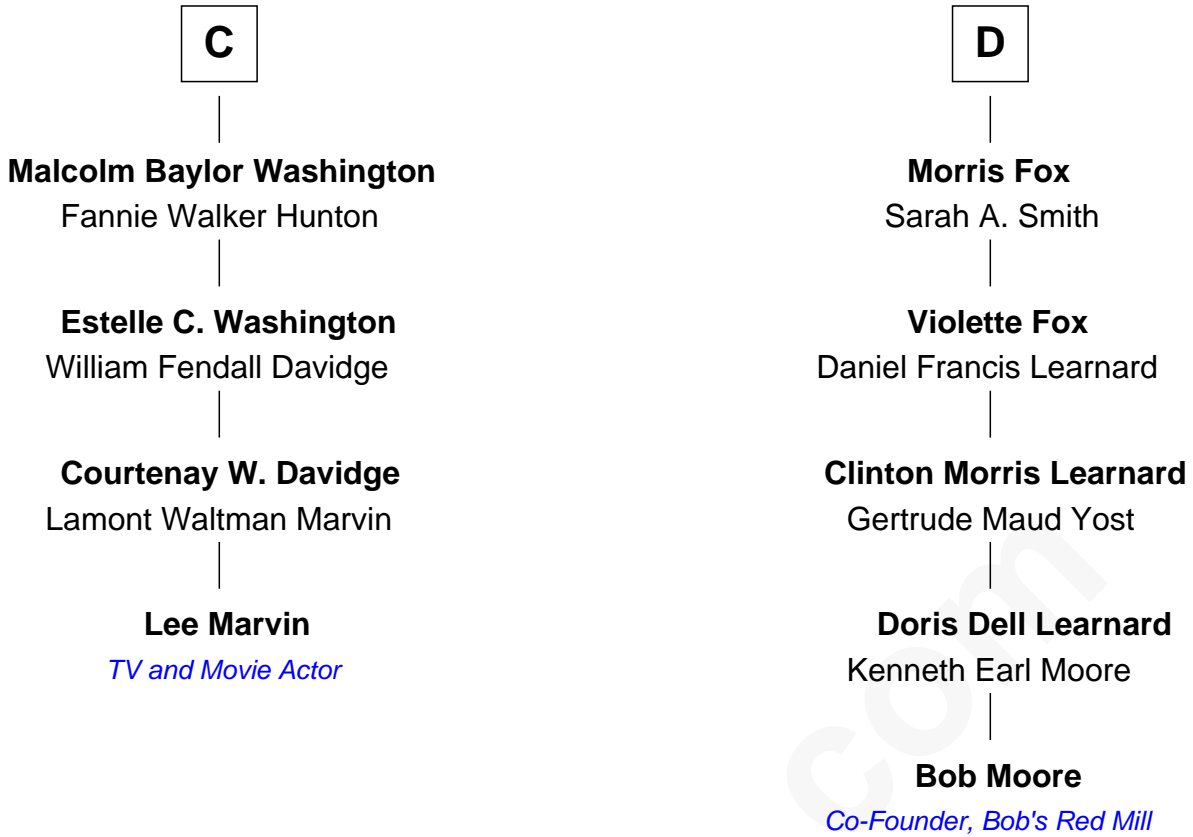 C
Malcolm Baylor Washington
Fannie Walker Hunton
Estelle C. Washington
William Fendall Davidge
Courtenay W. Davidge
Lamont Waltman Marvin
Lee Marvin
TV and Movie Actor
D
Morris Fox
Sarah A. Smith
Violette Fox
Daniel Francis Learnard
Clinton Morris Learnard
Gertrude Maud Yost
Doris Dell Learnard
Kenneth Earl Moore
Bob Moore
Co-Founder, Bob's Red Mill
com